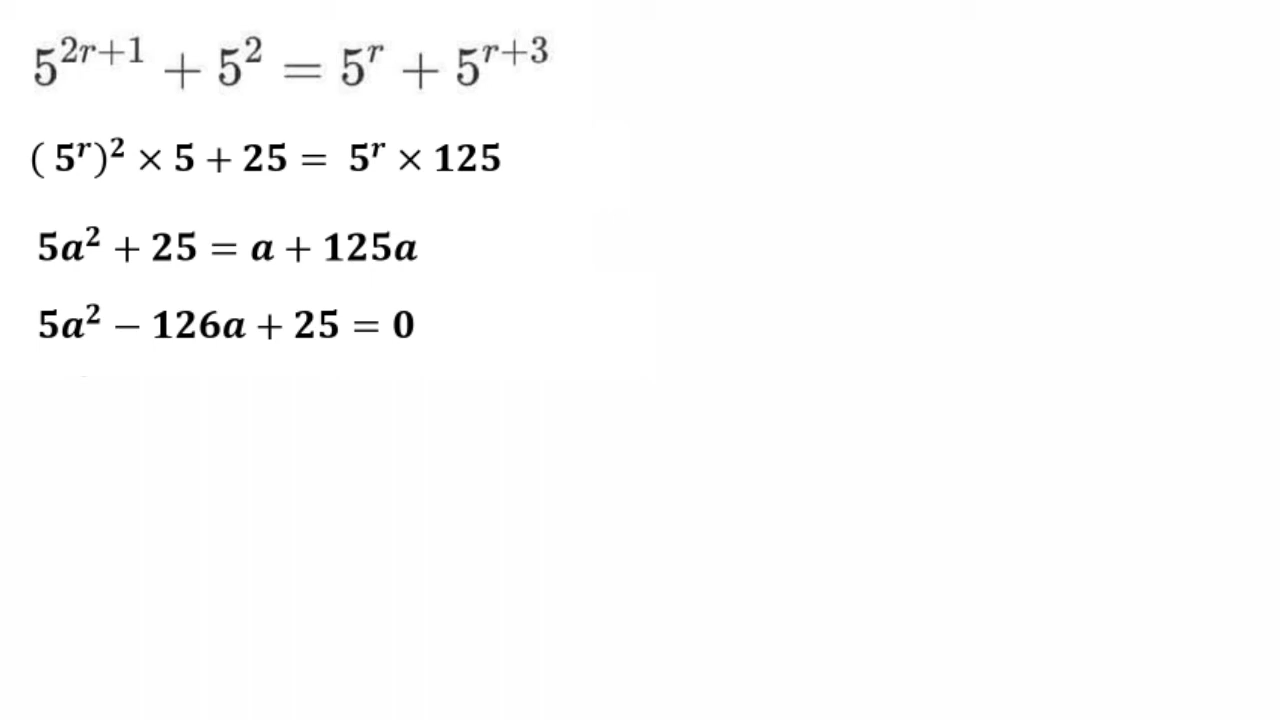 5^{2r+1} + 5^2 = 5^r + 5^{r+3}
( 5^r)^2 × 5 + 25 = 5^r × 125
5a^2 + 25 = a + 125a
5a^2 − 126a + 25 = 0